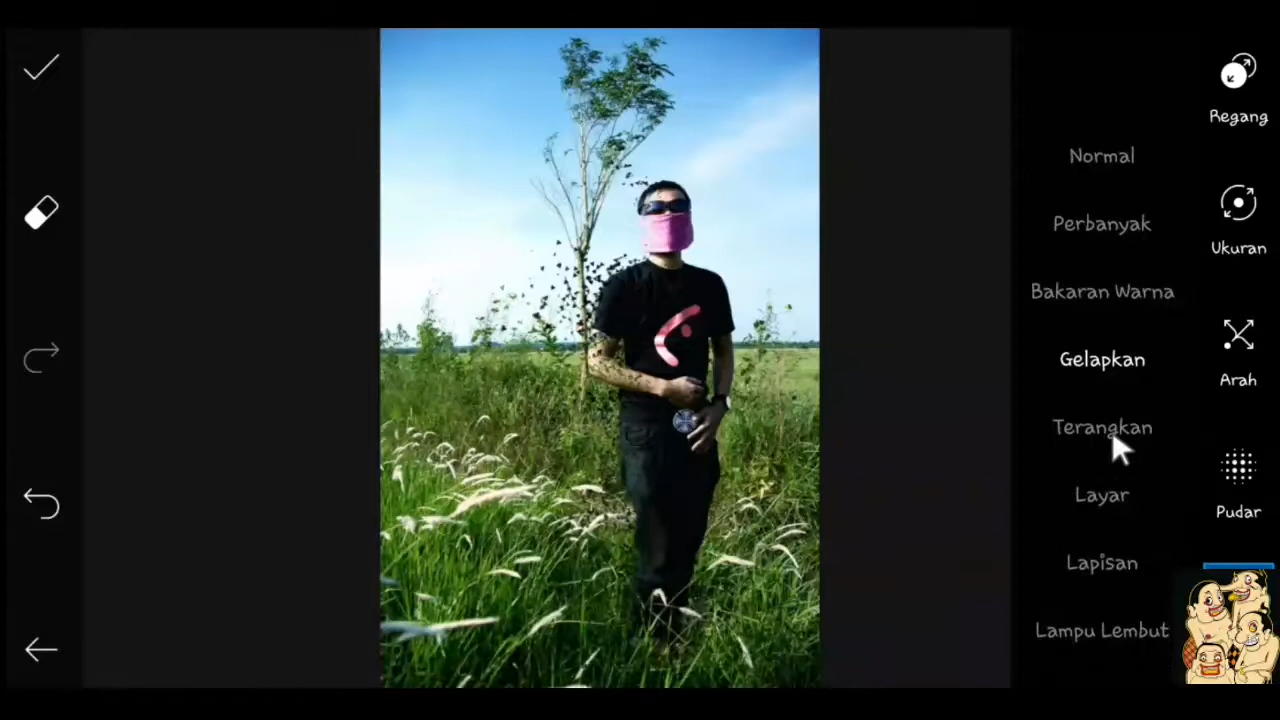 Normal
Perbanyak
Bakaran Warna
Gelapkan
Terangkan
Layar
Lapisan
Lampu Lembut
Regang
Ukuran
Arah
Pudar